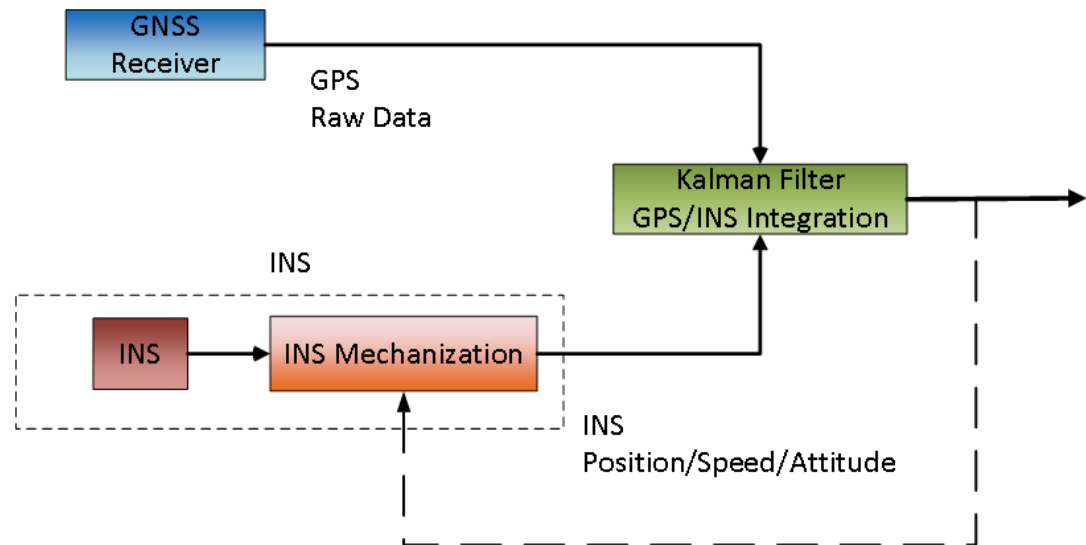 GNSS
Receiver
GPS
Raw Data
Kalman Filter
GPS/INS Integration
INS
INS
INS Mechanization
INS
Position/Speed/Attitude